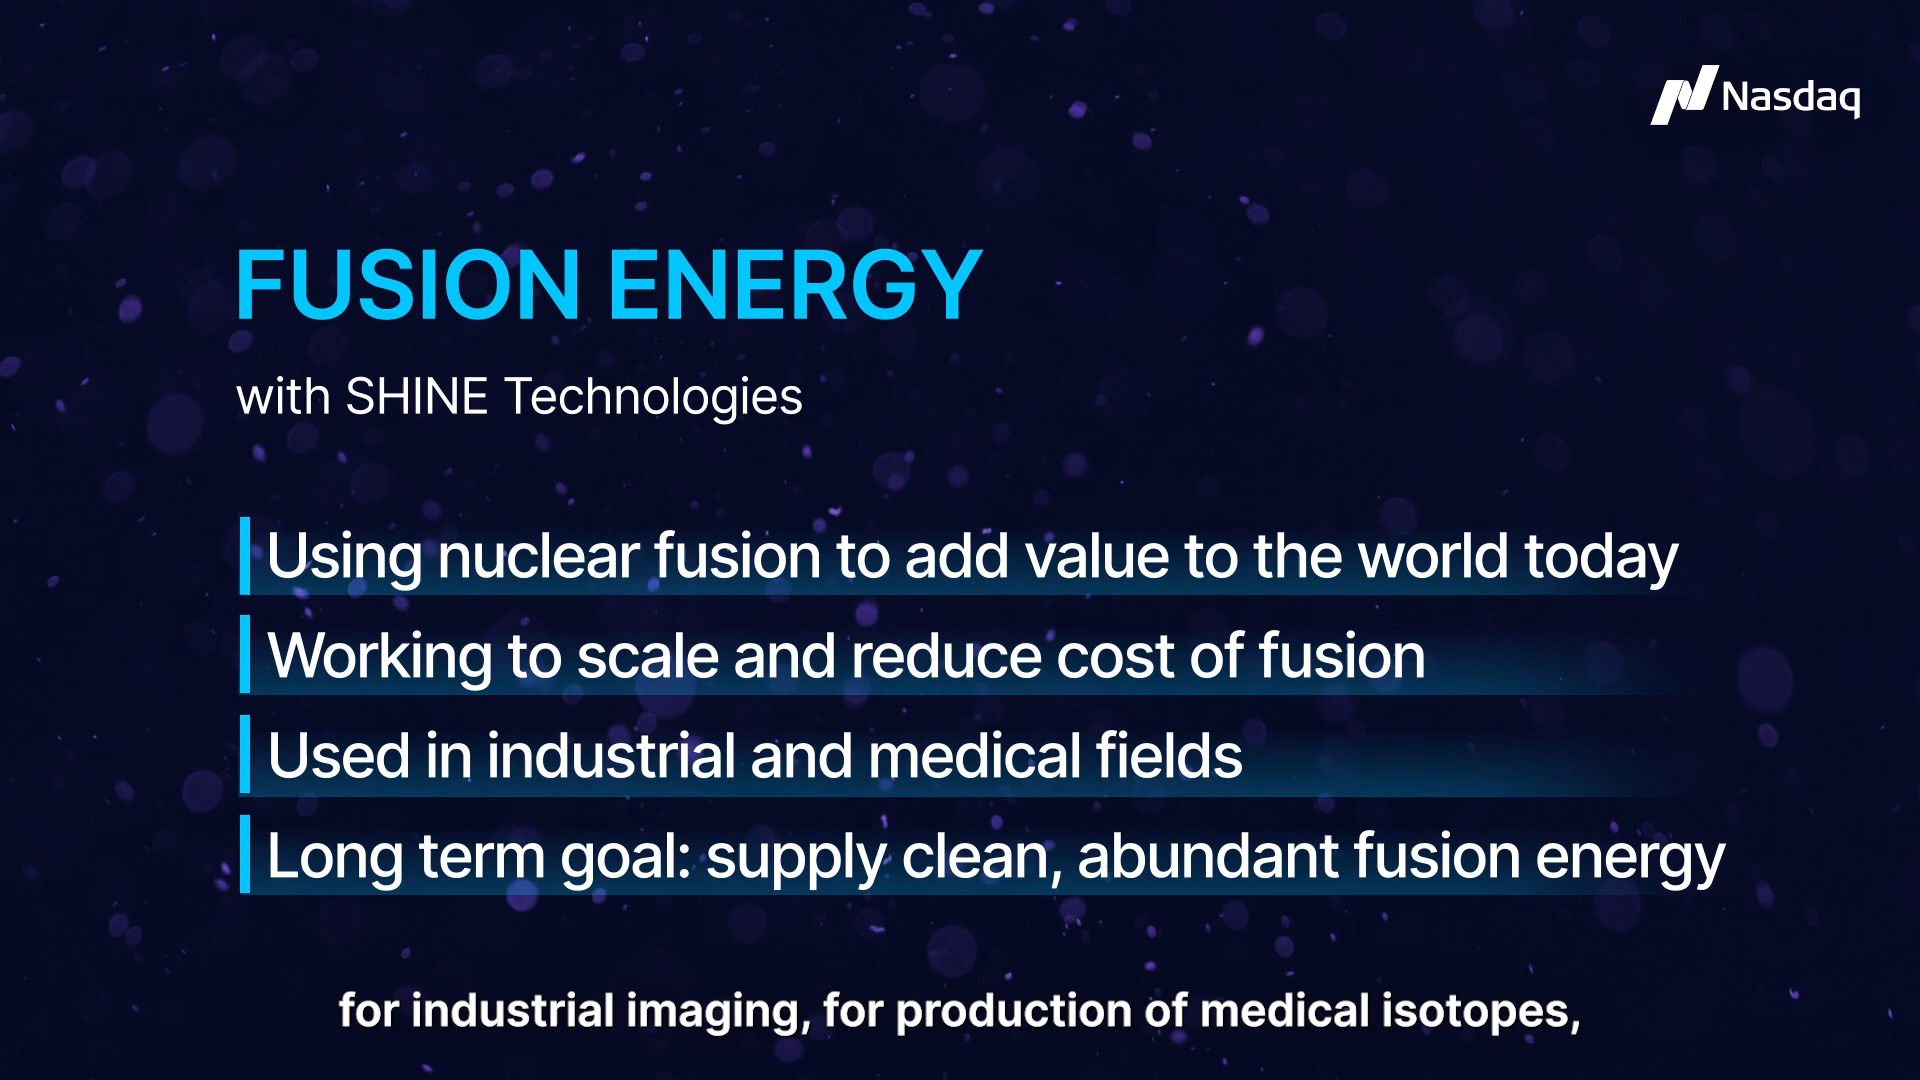 Nasdaq
FUSION ENERGY
with SHINE Technologies
Using nuclear fusion to add value to the world today
Working to scale and reduce cost of fusion
Used in industrial and medical fields
Long term goal: supply clean, abundant fusion energy
for industrial imaging, for production of medical isotopes,